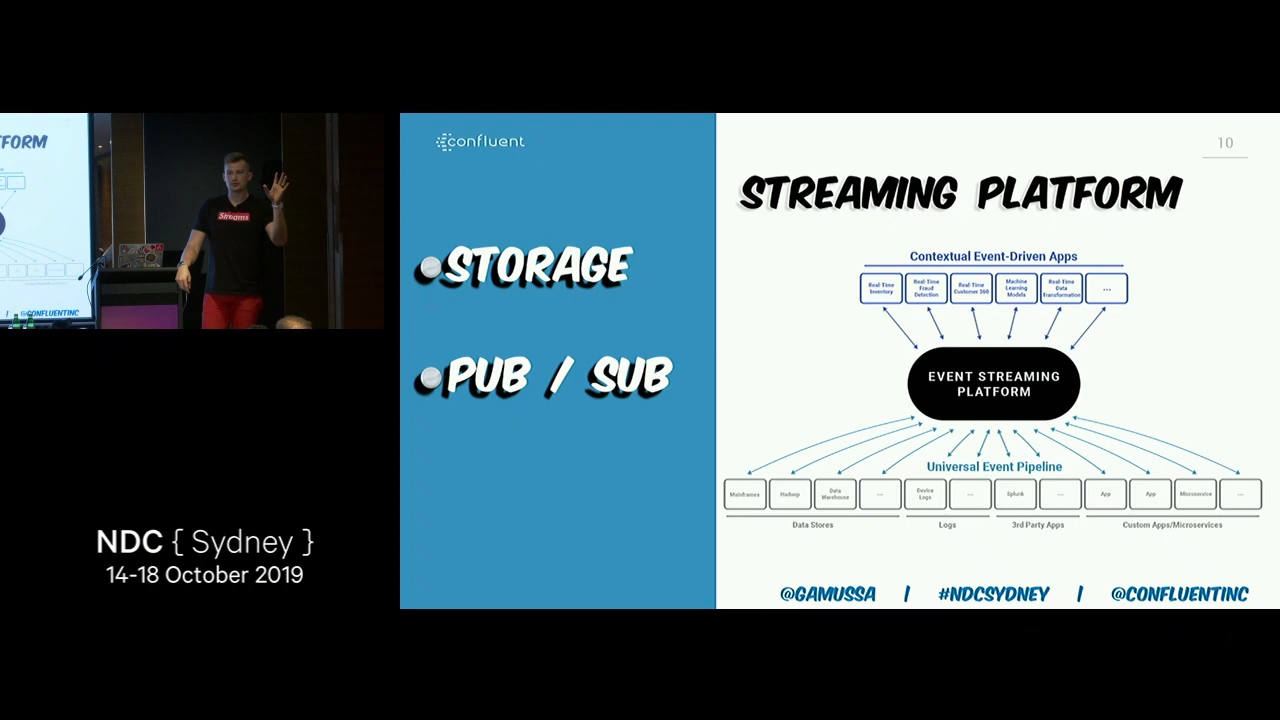 FORM
Streams
@CONFLUENTINC
NDC { Sydney }
14-18 October 2019
confluent
STORAGE
PUB / SUB
10
STREAMING PLATFORM
Contextual Event-Driven Apps
Real-Time Inventory
Real-Time Fraud Detection
Real-Time Customer 360
Machine Learning Models
Real-Time Data Transformation
...
EVENT STREAMING
PLATFORM
Universal Event Pipeline
Mainframes
Hadoop
Data Warehouse
...
Device Logs
...
Splunk
...
App
App
Microservice
...
Data Stores
Logs
3rd Party Apps
Custom Apps/Microservices
@GAMUSSA | #NDCSYDNEY | @CONFLUENTINC